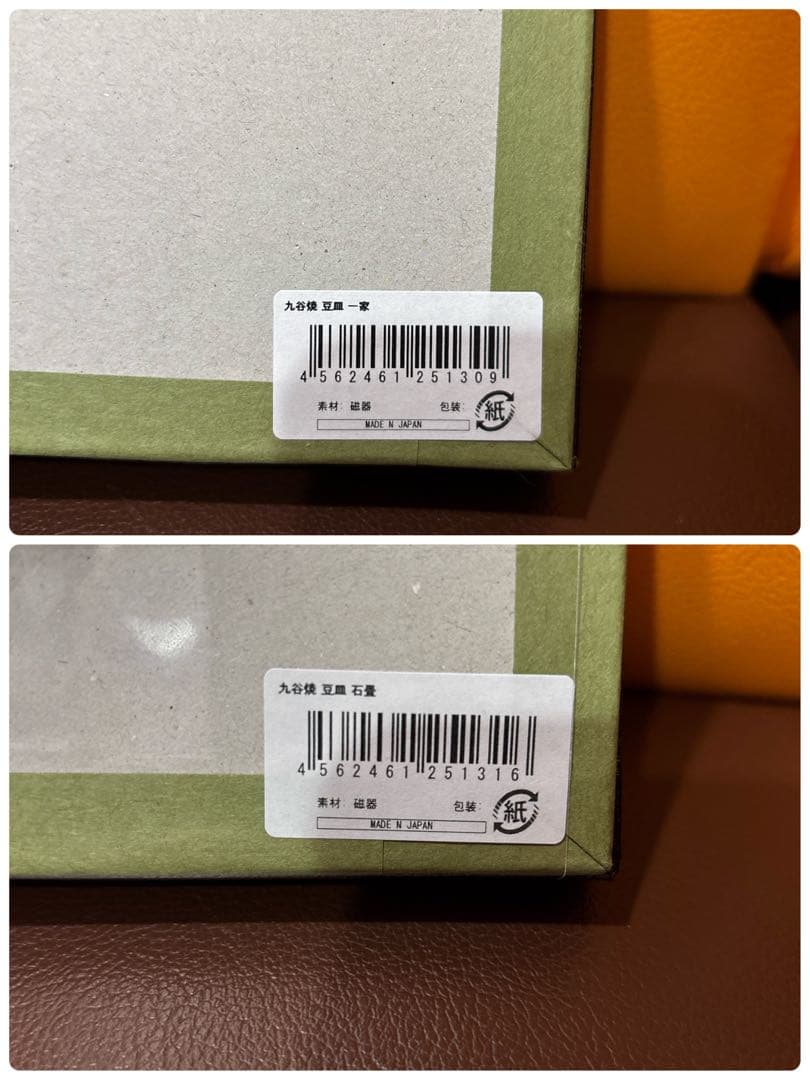 九谷焼 豆皿 一家
4 562461 251309
素材: 磁器 包装: 紙
MADE N JAPAN
九谷焼 豆皿 石畳
4 562461 251316
素材: 磁器 包装: 紙
MADE N JAPAN